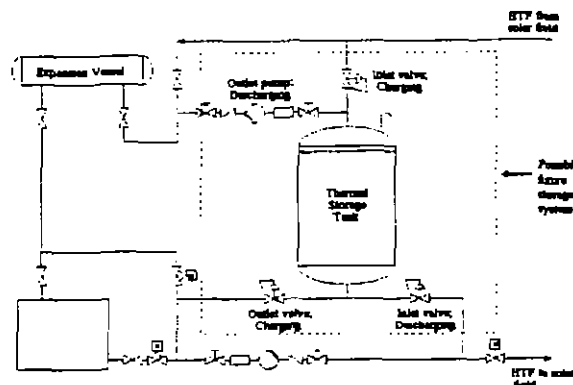 HTF from
solar field
Expansion Vessel
Outlet pump,
Discharging
Inlet valve,
Charging
Thermal
Storage
Tank
Possible
future
storage
system
Outlet valve,
Charging
Inlet valve,
Discharging
HTF to solar
field